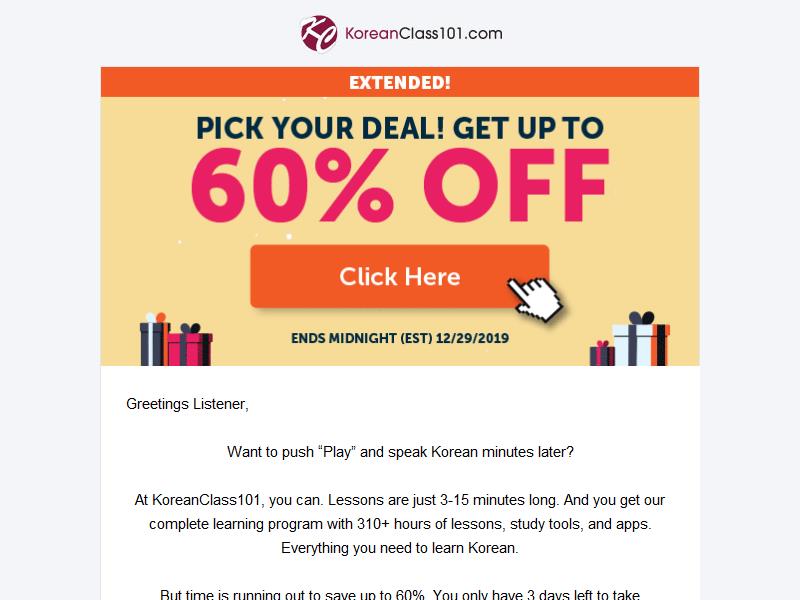 KoreanClass101.com
EXTENDED!
PICK YOUR DEAL! GET UP TO
60% OFF
Click Here
ENDS MIDNIGHT (EST) 12/29/2019
Greetings Listener,
Want to push “Play” and speak Korean minutes later?
At KoreanClass101, you can. Lessons are just 3-15 minutes long. And you get our
complete learning program with 310+ hours of lessons, study tools, and apps.
Everything you need to learn Korean.
But time is running out to save up to 60%. You only have 3 days left to take